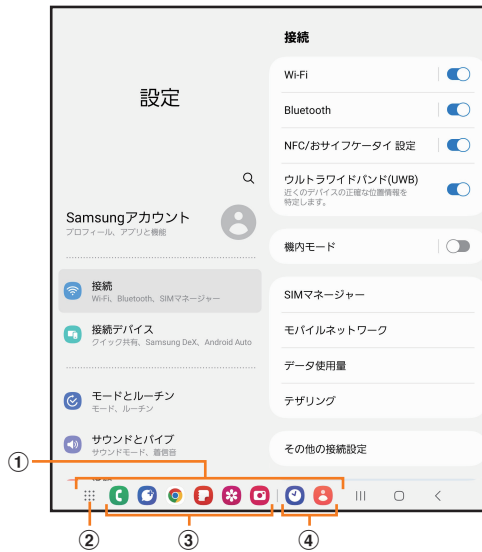 設定
Samsungアカウント
プロフィール、アプリと機能
接続
Wi-Fi、Bluetooth、SIMマネージャー
接続デバイス
クイック共有、Samsung DeX、Android Auto
モードとルーチン
モード、ルーチン
サウンドとバイブ
サウンドモード、着信音
接続
Wi-Fi
Bluetooth
NFC/おサイフケータイ 設定
ウルトラワイドバンド(UWB)
近くのデバイスの正確な位置情報を
特定します。
機内モード
SIMマネージャー
モバイルネットワーク
データ使用量
テザリング
その他の接続設定
①
②
③
④